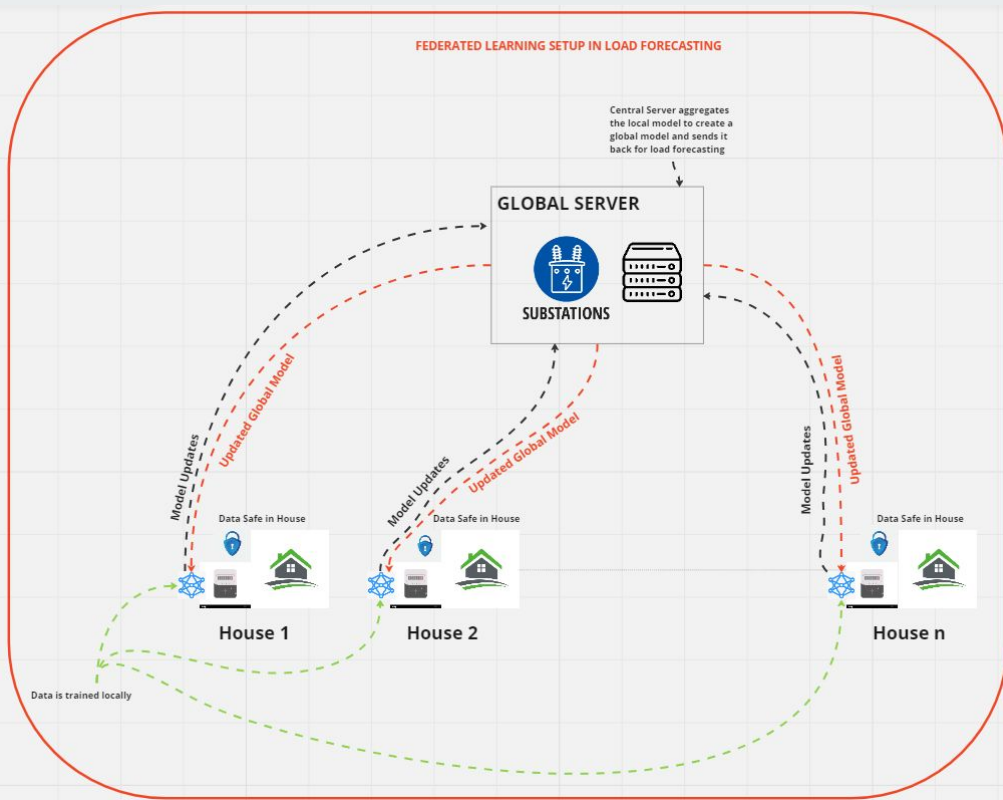 FEDERATED LEARNING SETUP IN LOAD FORECASTING
Central Server aggregates
the local model to create a
global model and sends it
back for load forecasting
GLOBAL SERVER
SUBSTATIONS
Model Updates
Updated Global Model
Model Updates
Updated Global Model
Model Updates
Updated Global Model
Data Safe in House
Data Safe in House
Data Safe in House
House 1
House 2
House n
Data is trained locally